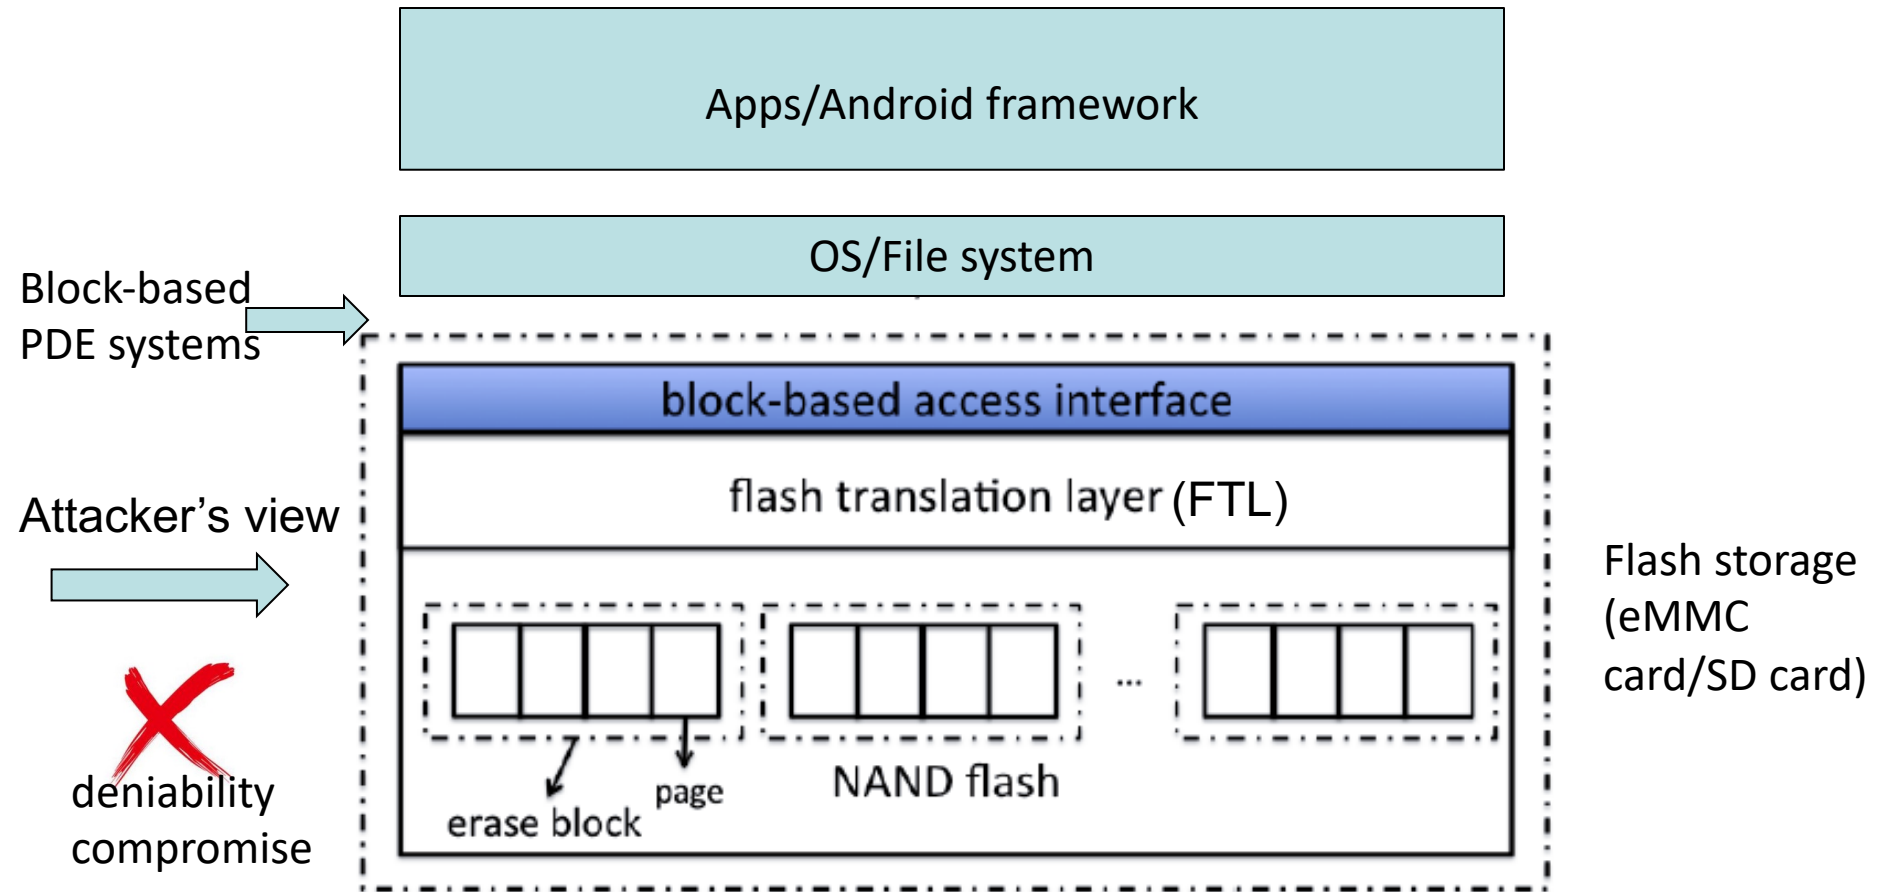 Apps/Android framework
OS/File system
Block-based
PDE systems
block-based access interface
flash translation layer (FTL)
Attacker's view
Flash storage
(eMMC
card/SD card)
...
deniability
compromise
erase block
page
NAND flash